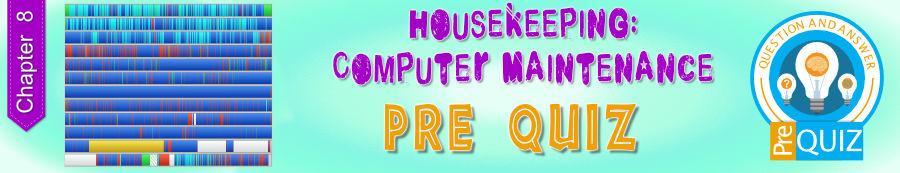 Chapter 8
HOUSEKEEPING:
COMPUTER MAINTENANCE
PRE QUIZ
QUESTION AND ANSWER
?
Pre QUIZ